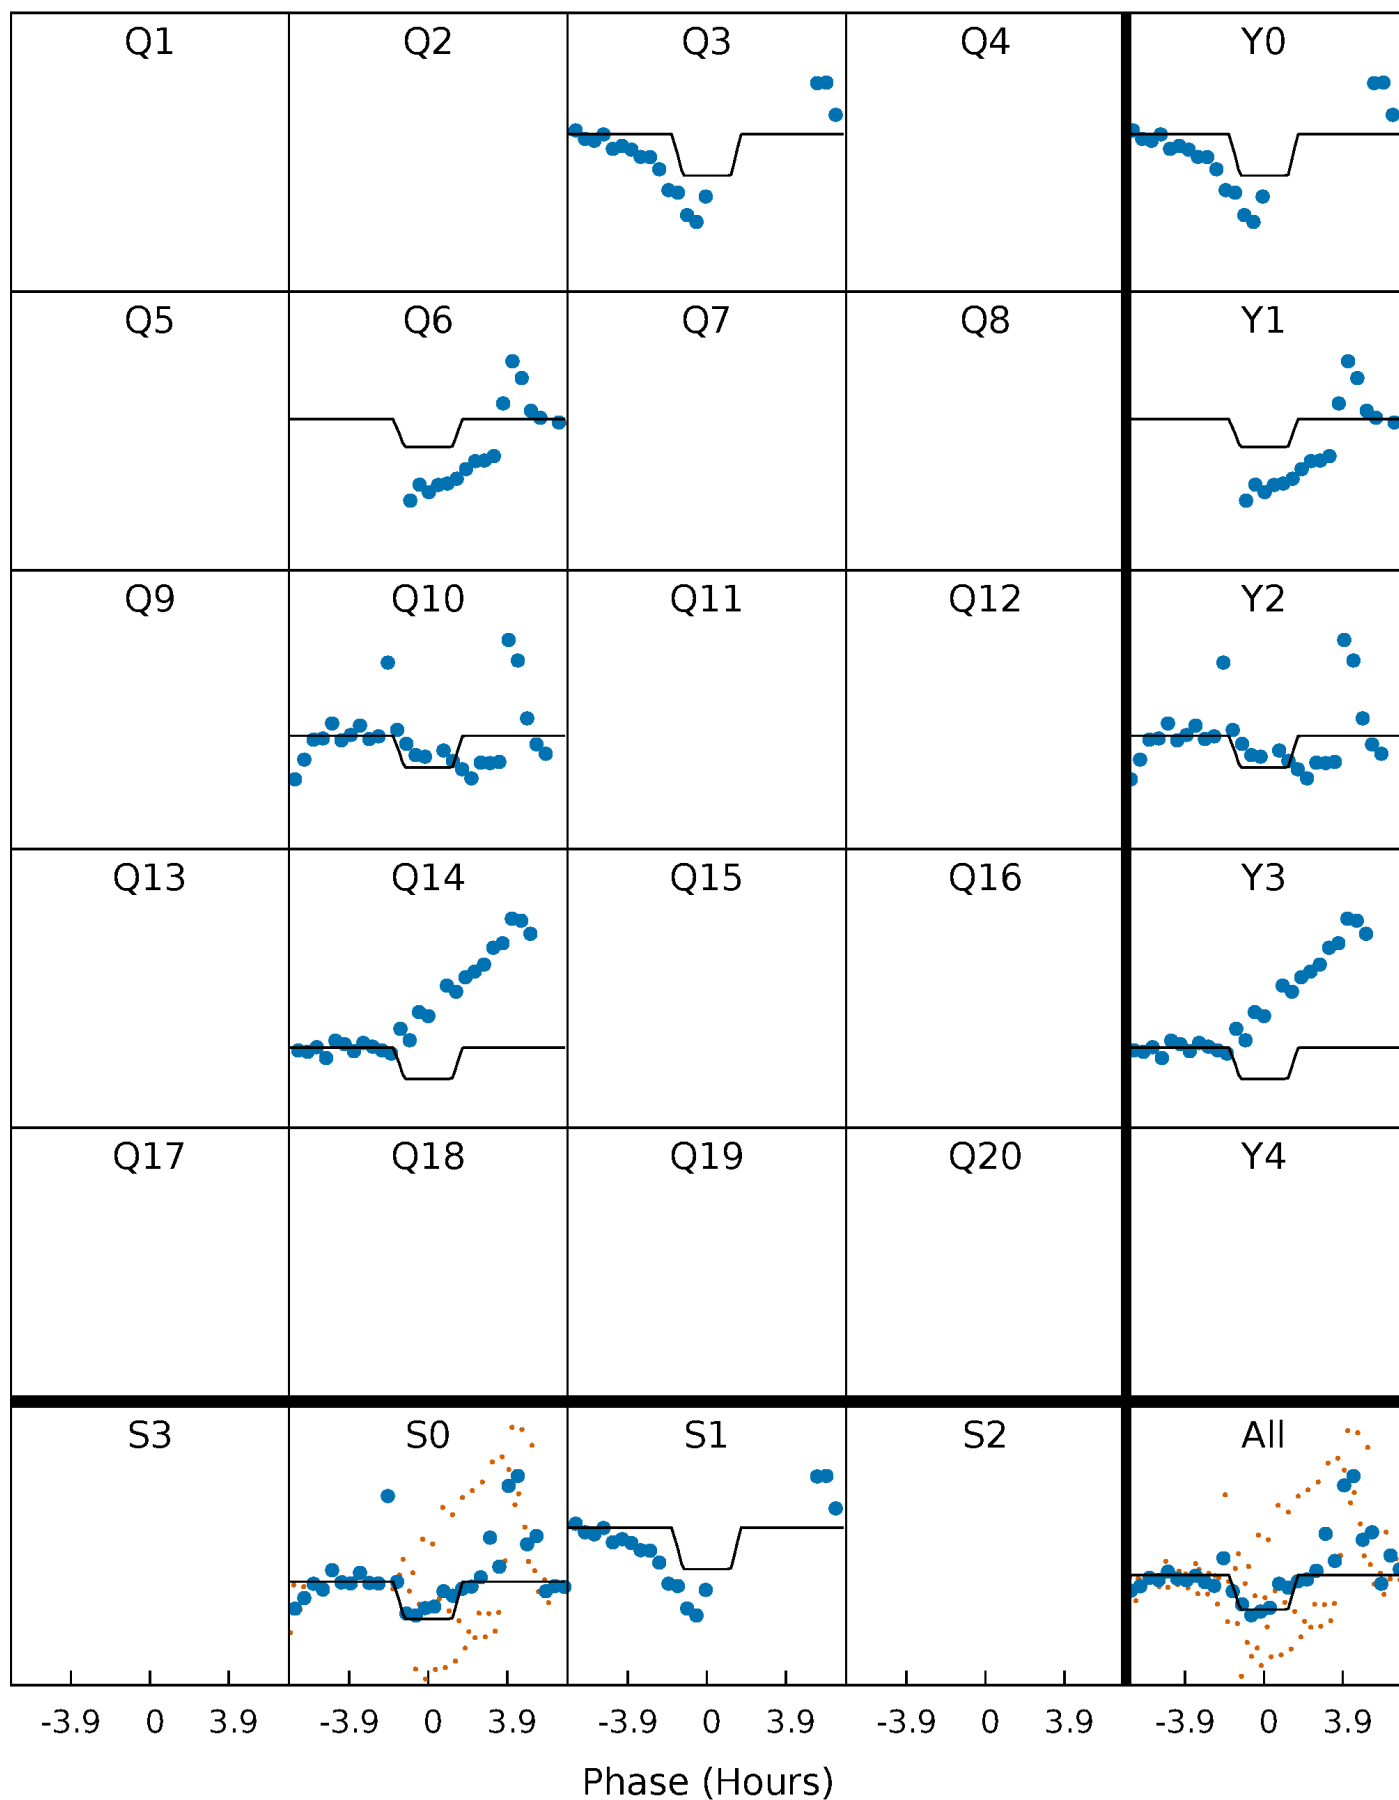 Q1 Q2 Q3 Q4 Y0
Q5 Q6 Q7 Q8 Y1
Q9 Q10 Q11 Q12 Y2
Q13 Q14 Q15 Q16 Y3
Q17 Q18 Q19 Q20 Y4
S3 S0 S1 S2 All
-3.9 0 3.9 -3.9 0 3.9 -3.9 0 3.9 -3.9 0 3.9 -3.9 0 3.9
Phase (Hours)